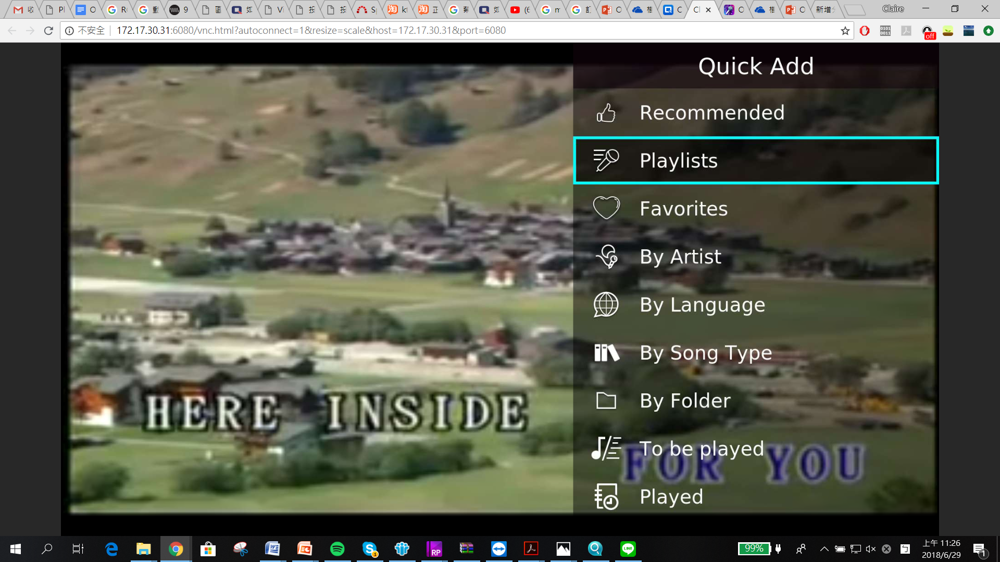 Claire
不安全 172.17.30.31:6080/vnc.html?autoconnect=1&resize=scale&host=172.17.30.31&port=6080
off
Quick Add
Recommended
Playlists
Favorites
By Artist
By Language
By Song Type
By Folder
To be played
Played
HERE INSIDE
FOR YOU
99%
上午 11:26
2018/6/29